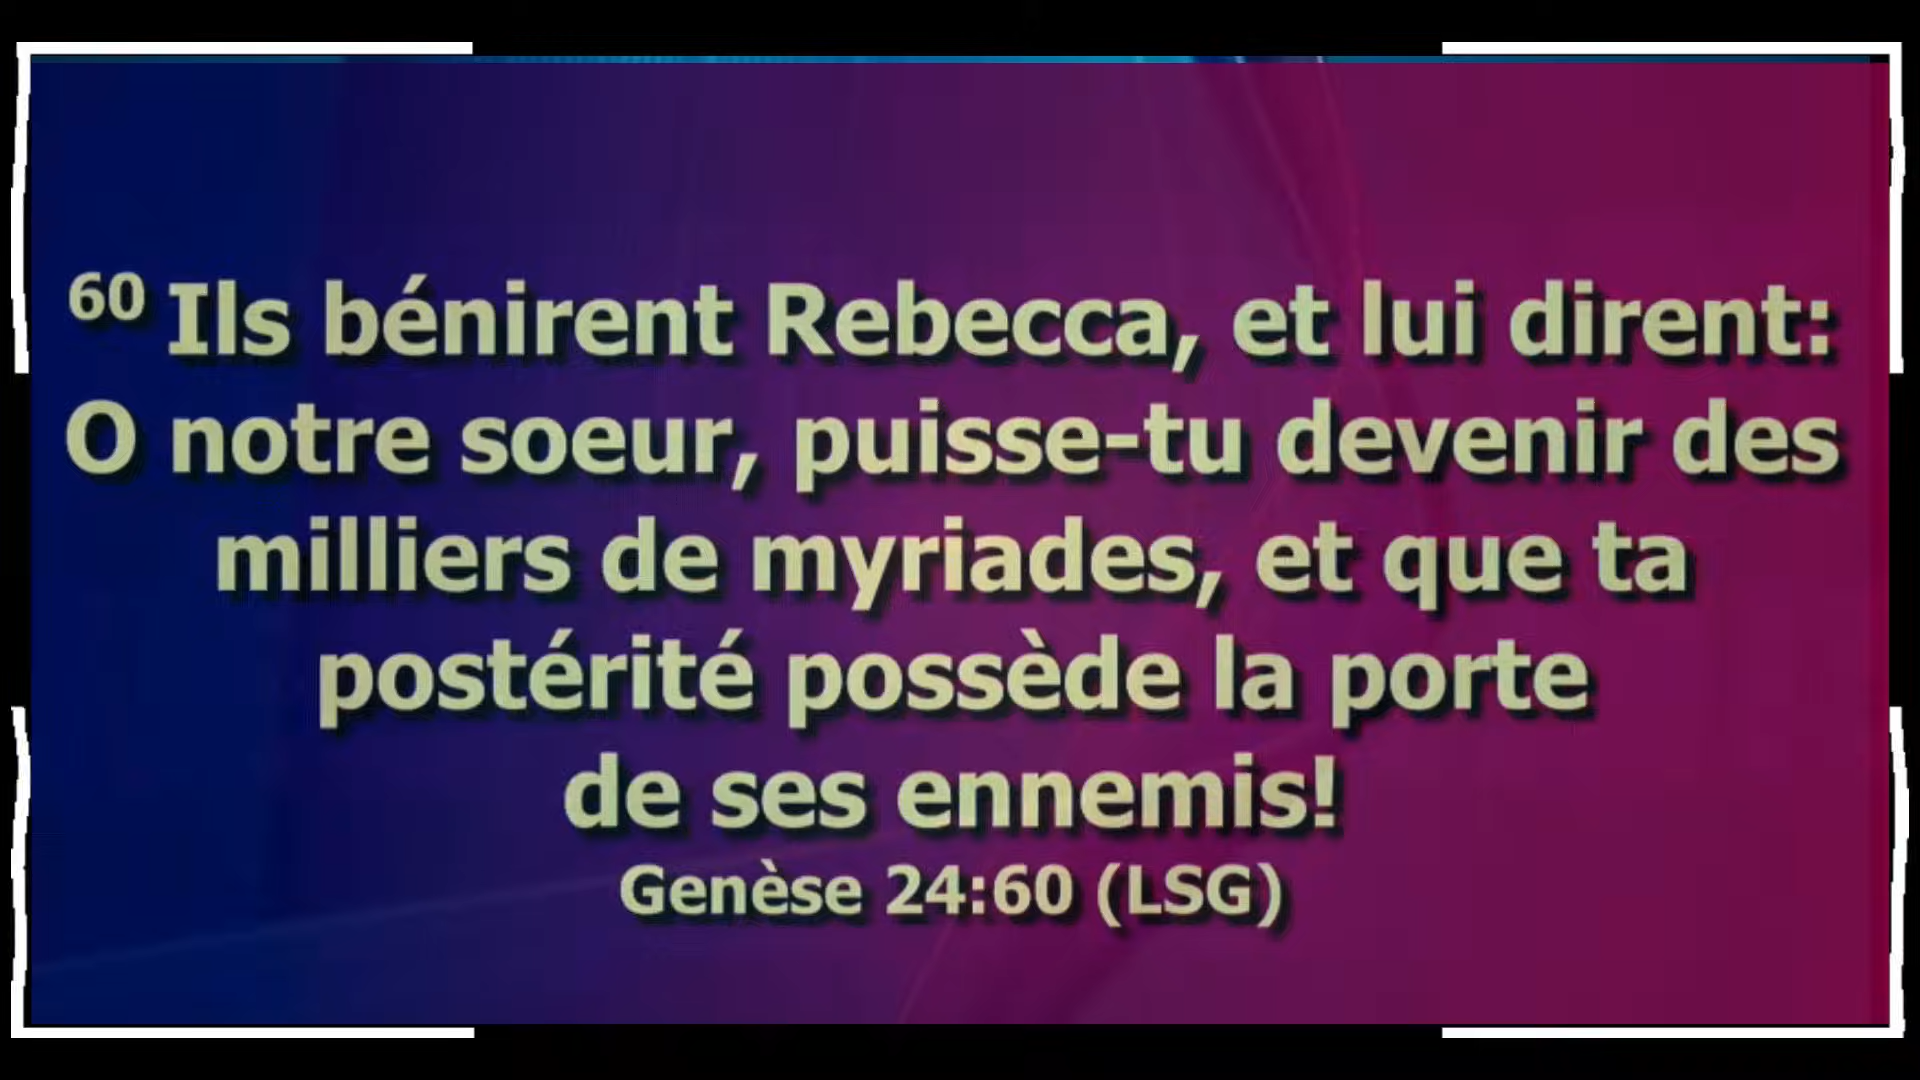 60 Ils bénirent Rebecca, et lui dirent:
O notre soeur, puisse-tu devenir des
milliers de myriades, et que ta
postérité possède la porte
de ses ennemis!
Genèse 24:60 (LSG)